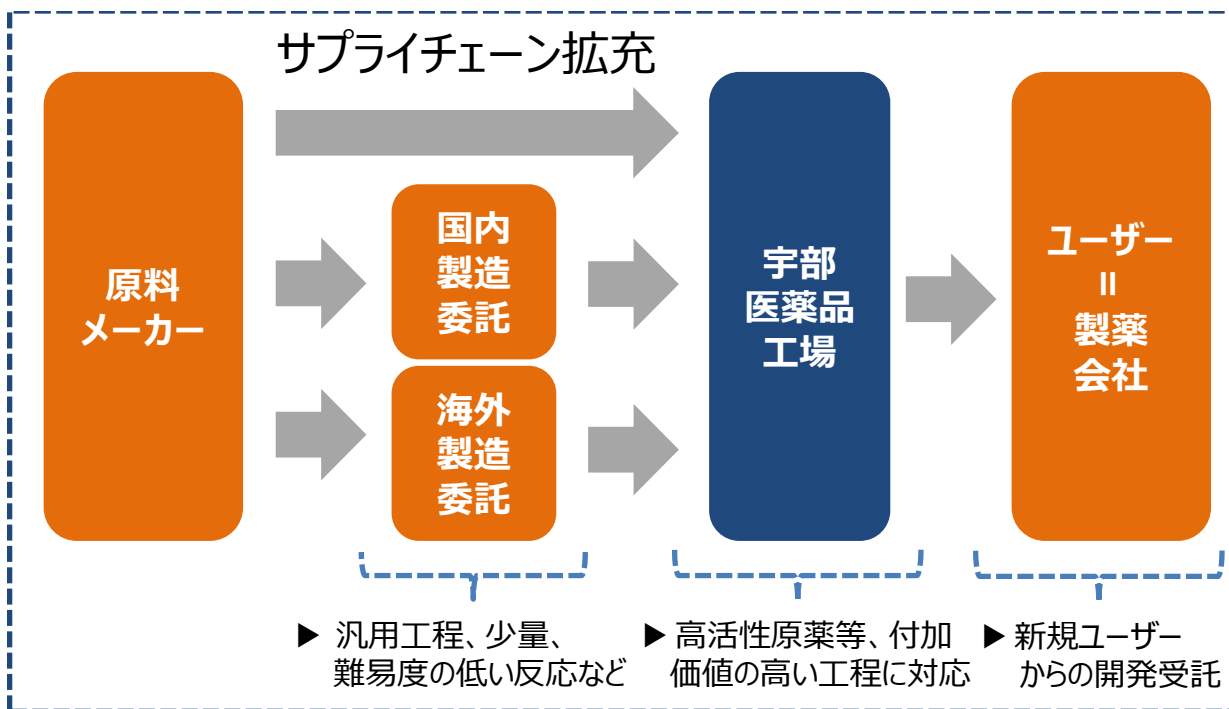 サプライチェーン拡充
原料
メーカー
国内
製造
委託
海外
製造
委託
宇部
医薬品
工場
ユーザー
＝
製薬
会社
▶ 汎用工程、少量、
難易度の低い反応など
▶ 高活性原薬等、付加
価値の高い工程に対応
▶ 新規ユーザー
からの開発受託